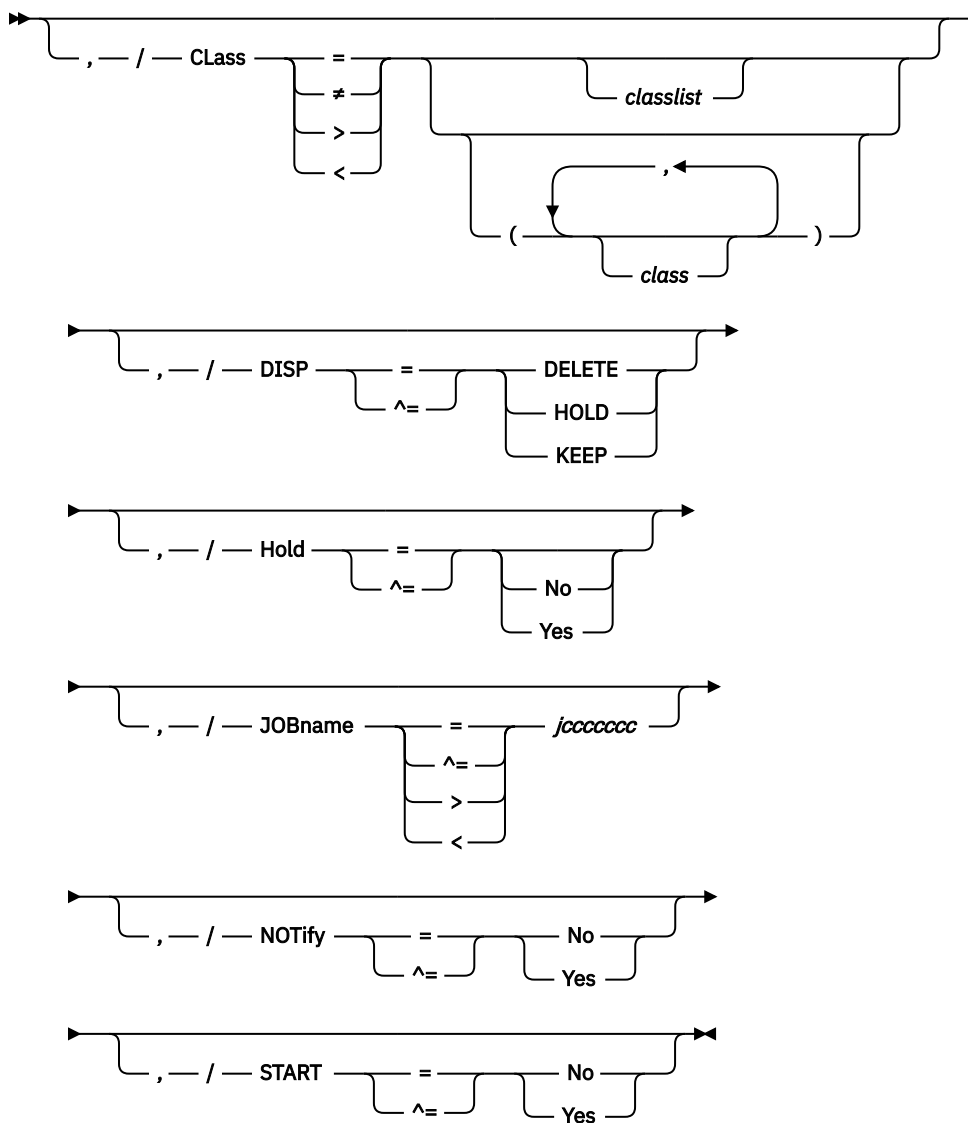 , / CLass =
≠
>
<
classlist
,
( )
class
, / DISP = DELETE
^= HOLD
KEEP
, / Hold =
^= No
Yes
, / JOBname = jccccccc
^=
>
<
, / NOTify = No
^= Yes
, / START = No
^= Yes